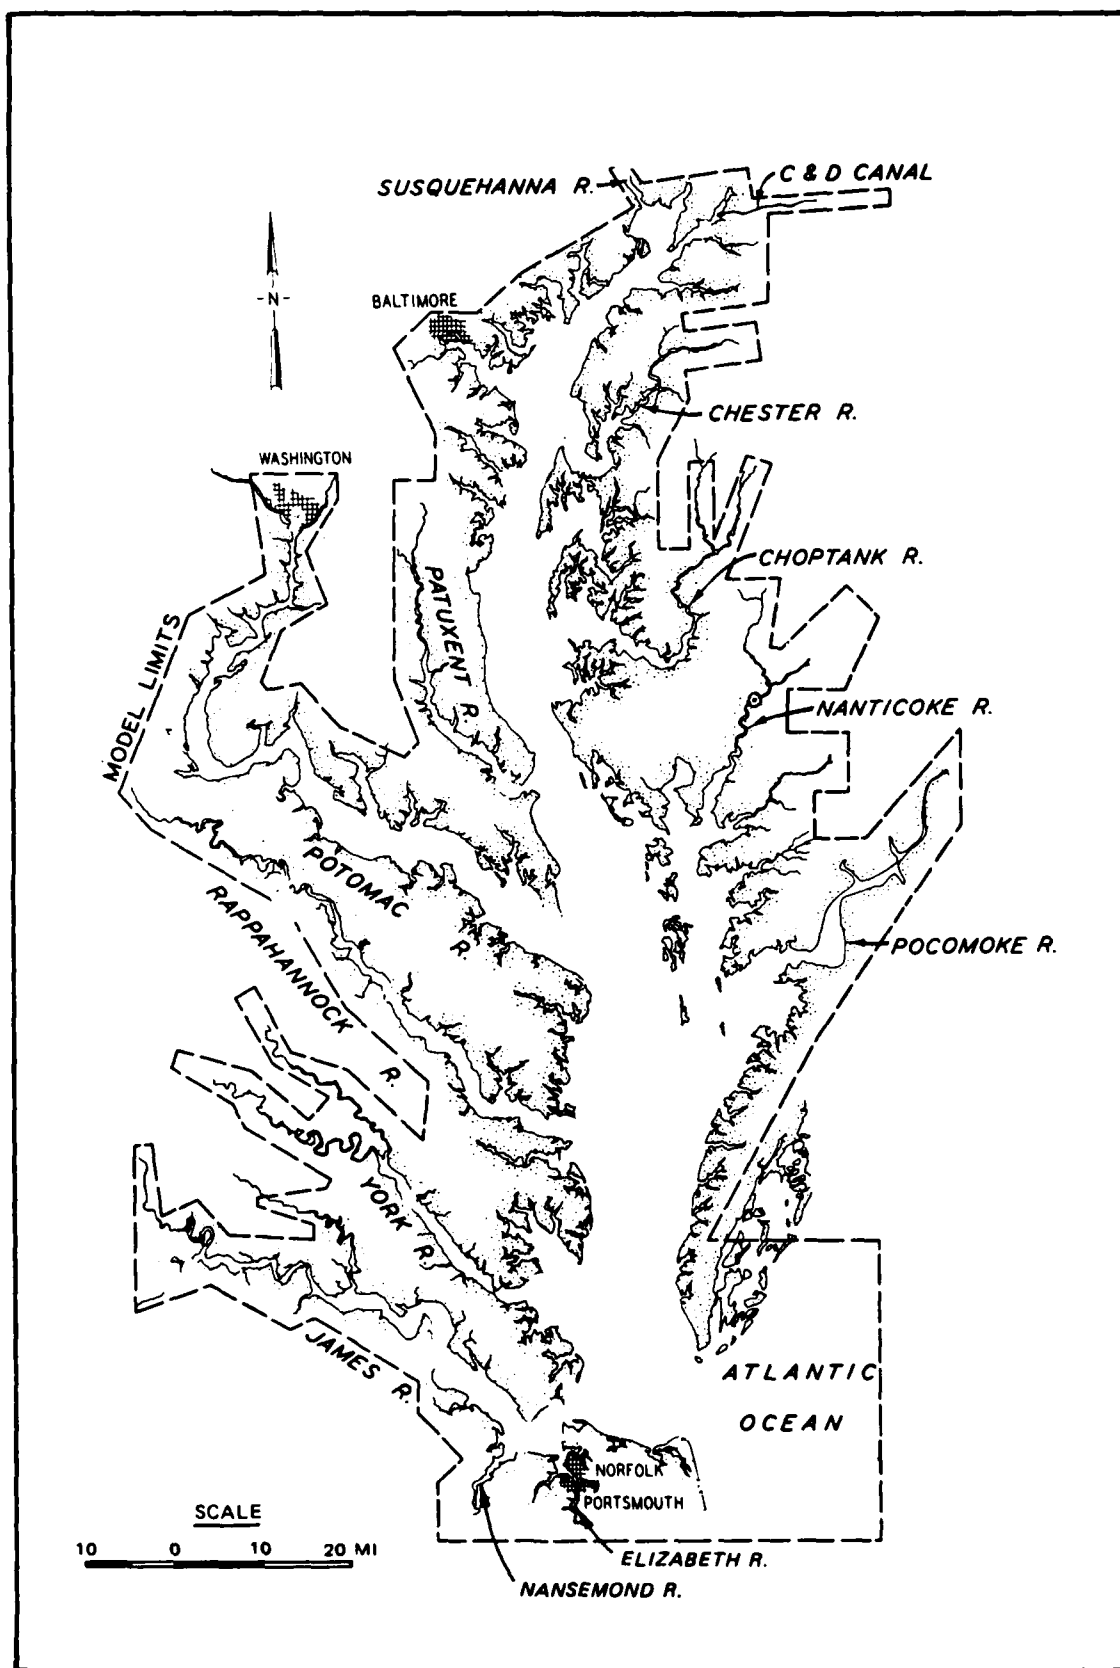 SUSQUEHANNA R.
C & D CANAL
-N-
BALTIMORE
CHESTER R.
WASHINGTON
CHOPTANK R.
PATUXENT R.
MODEL LIMITS
NANTICOKE R.
POTOMAC R.
RAPPAHANNOCK R.
POCOMOKE R.
YORK R.
JAMES R.
ATLANTIC
OCEAN
NORFOLK
PORTSMOUTH
SCALE
10 0 10 20 MI
ELIZABETH R.
NANSEMOND R.